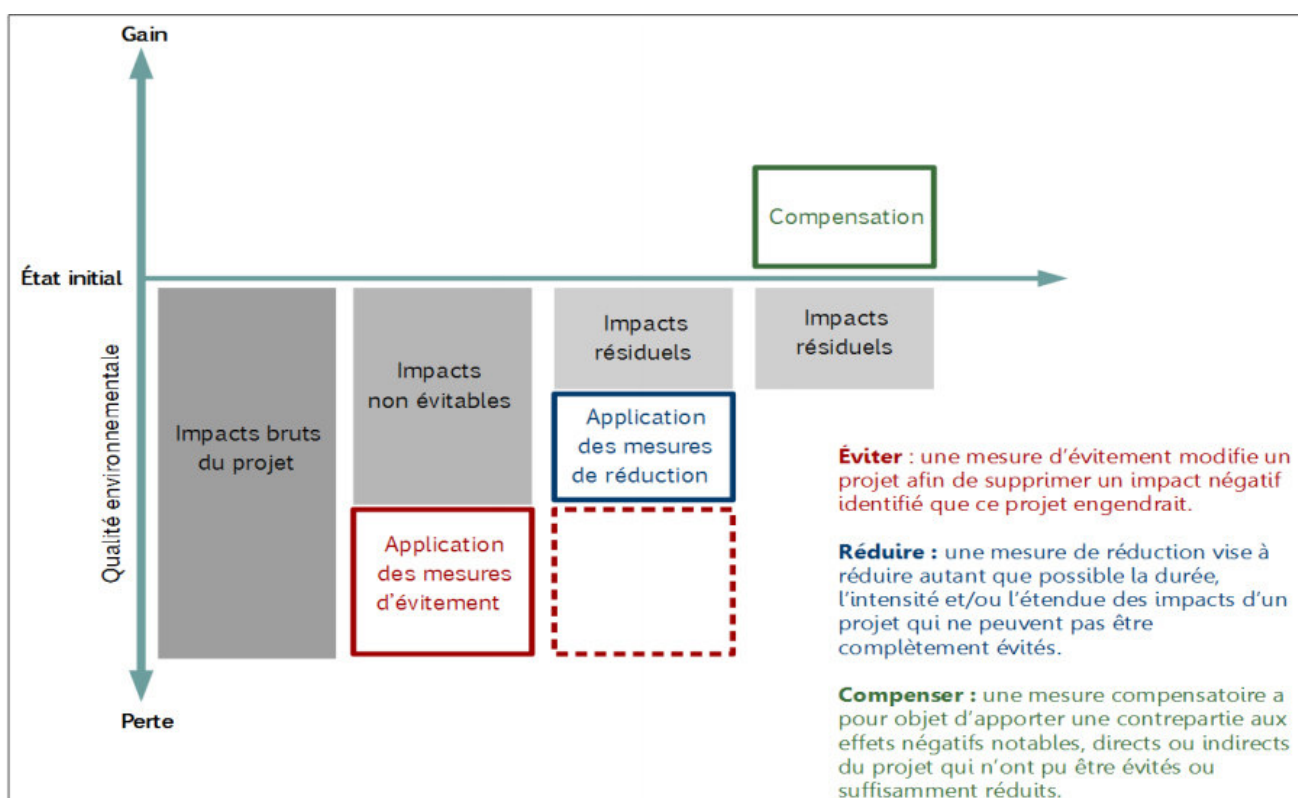 Gain
Compensation
État initial
Impacts bruts
du projet
Impacts
non évitables
Impacts
résiduels
Impacts
résiduels
Application
des mesures
de réduction
Application
des mesures
d'évitement
Qualité environnementale
Perte
Éviter : une mesure d'évitement modifie un
projet afin de supprimer un impact négatif
identifié que ce projet engendrait.
Réduire : une mesure de réduction vise à
réduire autant que possible la durée,
l'intensité et/ou l'étendue des impacts d'un
projet qui ne peuvent pas être
complètement évités.
Compenser : une mesure compensatoire a
pour objet d'apporter une contrepartie aux
effets négatifs notables, directs ou indirects
du projet qui n'ont pu être évités ou
suffisamment réduits.